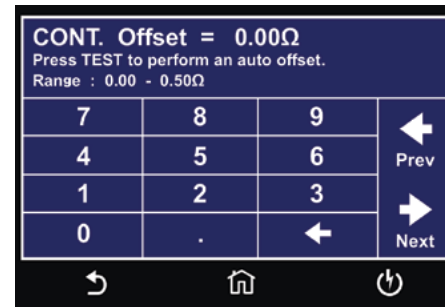 CONT. Offset = 0.00Ω
Press TEST to perform an auto offset.
Range : 0.00 - 0.50Ω
7 8 9
4 5 6 Prev
1 2 3
0 . Next